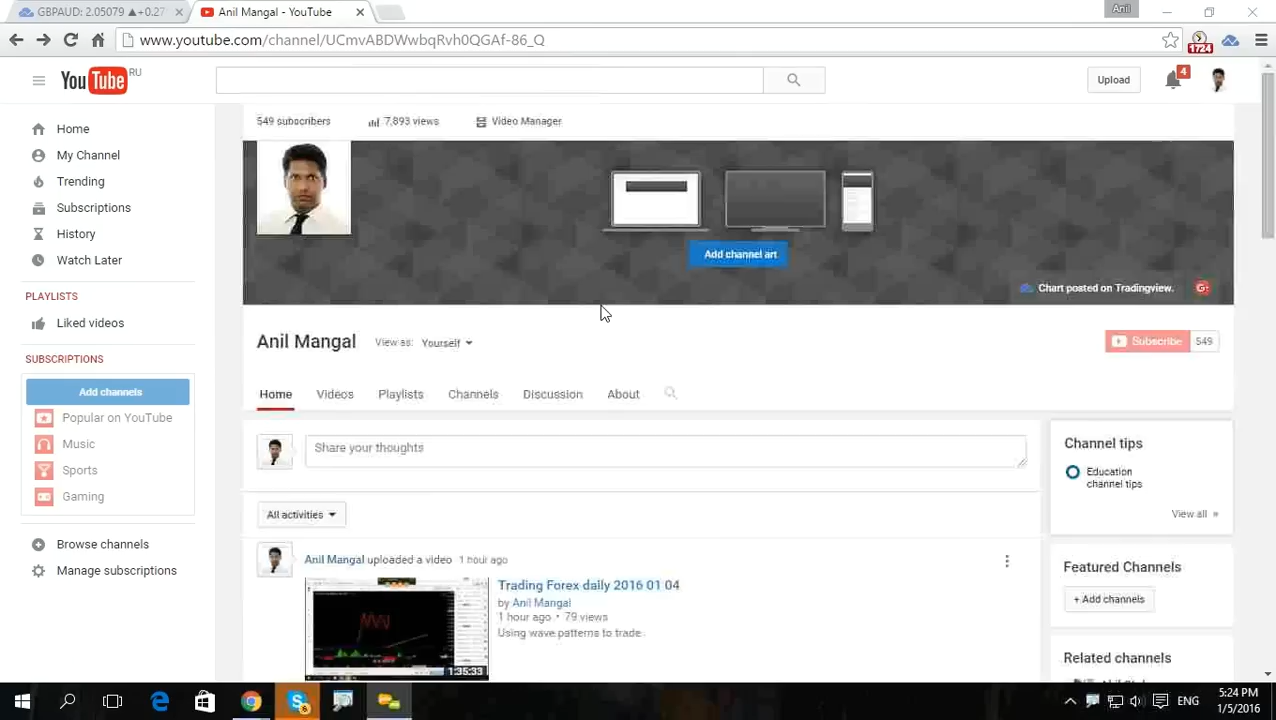 GBPAUD: 2.05079 ▲+0.27
Anil Mangal - YouTube
Anil
www.youtube.com/channel/UCmvABDWwbqRvh0QGAf-86_Q
1724
YouTube RU
Upload
4
Home
My Channel
Trending
Subscriptions
History
Watch Later
PLAYLISTS
Liked videos
SUBSCRIPTIONS
Add channels
Popular on YouTube
Music
Sports
Gaming
Browse channels
Manage subscriptions
549 subscribers
7,893 views
Video Manager
Add channel art
Chart posted on Tradingview.
G+
Anil Mangal
View as: Yourself
Subscribe 549
Home Videos Playlists Channels Discussion About
Share your thoughts
All activities
Anil Mangal uploaded a video 1 hour ago
Trading Forex daily 2016 01 04
by Anil Mangal
1 hour ago • 79 views
Using wave patterns to trade
1:35:33
Channel tips
Education
channel tips
View all »
Featured Channels
+ Add channels
Related channels
ENG
5:24 PM
1/5/2016